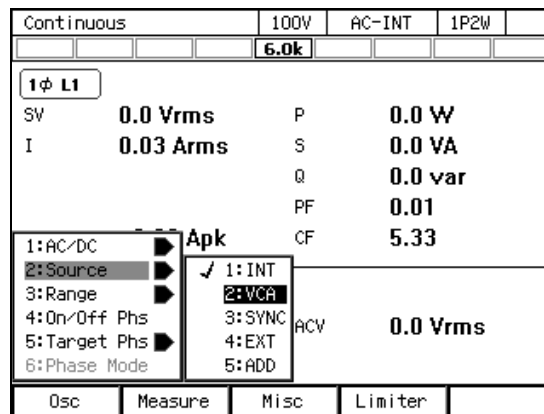 Continuous 100V AC-INT 1P2W
6.0k
1ϕ L1
SV 0.0 Vrms P 0.0 W
I 0.03 Arms S 0.0 VA
Q 0.0 var
PF 0.01
Apk CF 5.33
1:AC/DC
2:Source
3:Range
4:On/Off Phs
5:Target Phs
6:Phase Mode
✓ 1:INT
2:VCA
3:SYNC
4:EXT
5:ADD
ACV 0.0 Vrms
Osc Measure Misc Limiter